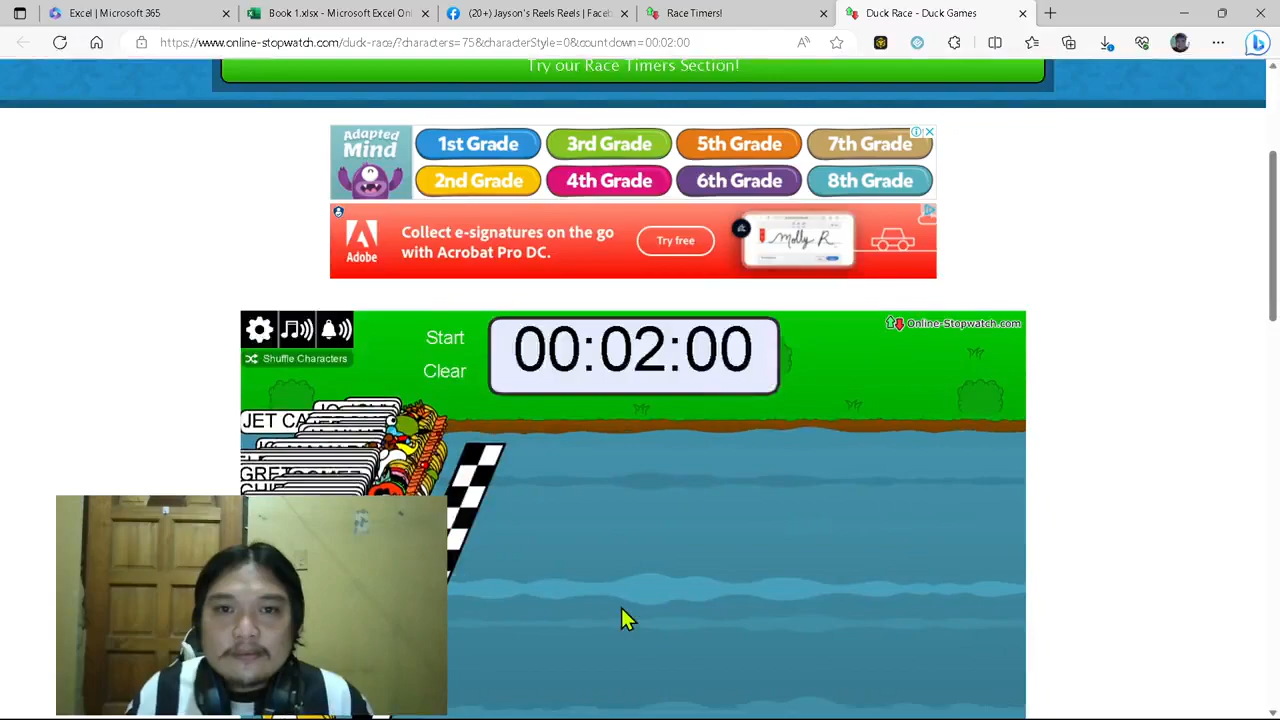 Excel | Microsoft 365
Book 1.xlsx - Microsoft Excel On
(20+) Jayson's Reels Reels | Faceb
Race Timers!
Duck Race - Duck Games
https://www.online-stopwatch.com/duck-race/?characters=75&characterStyle=0&countdown=00:02:00
Try our Race Timers Section!
Adapted
Mind
1st Grade
3rd Grade
5th Grade
7th Grade
2nd Grade
4th Grade
6th Grade
8th Grade
Adobe
Collect e-signatures on the go
with Acrobat Pro DC.
Try free
Molly R
Start
Clear
00:02:00
Online-Stopwatch.com
Shuffle Characters
JET CA